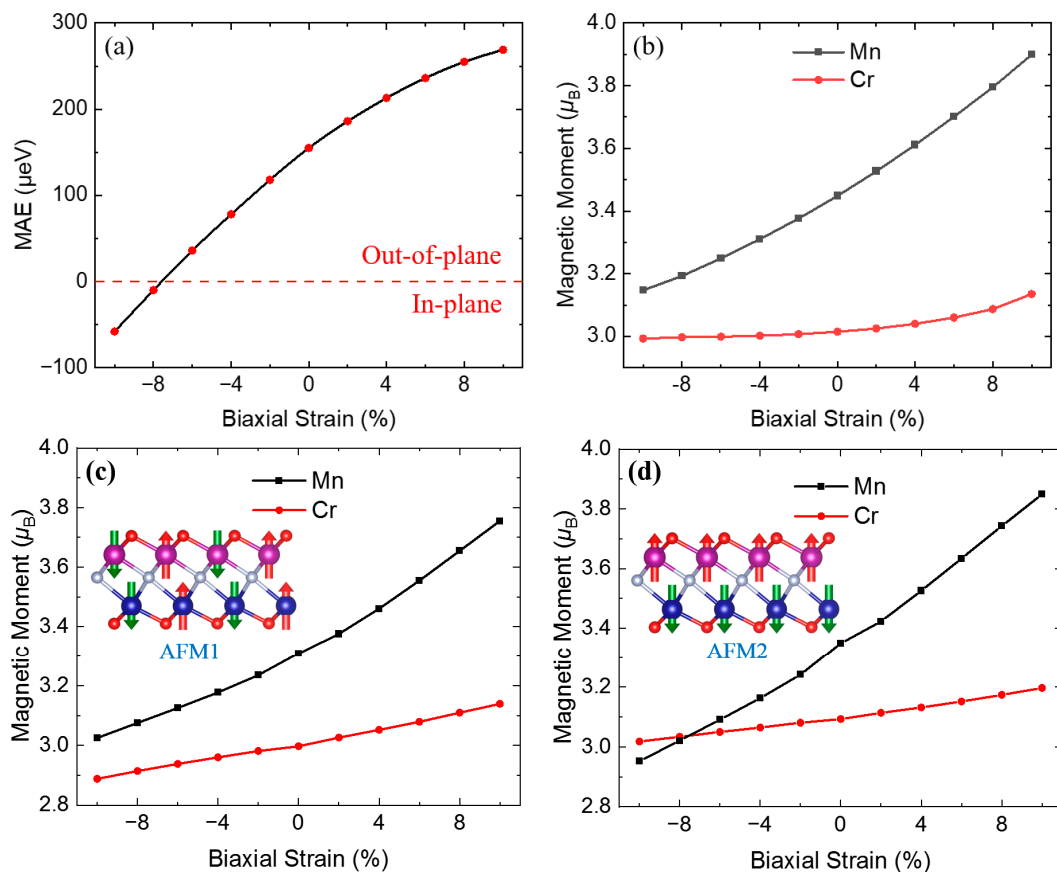 (a)
300
200
100
0
−100
MAE (µeV)
Out-of-plane
In-plane
−8 −4 0 4 8
Biaxial Strain (%)
(b)
4.0
3.8
3.6
3.4
3.2
3.0
Magnetic Moment (μB)
Mn
Cr
-8 -4 0 4 8
Biaxial Strain (%)
(c)
4.0
3.8
3.6
3.4
3.2
3.0
2.8
Magnetic Moment (μB)
Mn
Cr
AFM1
−8 −4 0 4 8
Biaxial Strain (%)
(d)
4.0
3.8
3.6
3.4
3.2
3.0
2.8
Magnetic Moment (μB)
Mn
Cr
AFM2
−8 −4 0 4 8
Biaxial Strain (%)